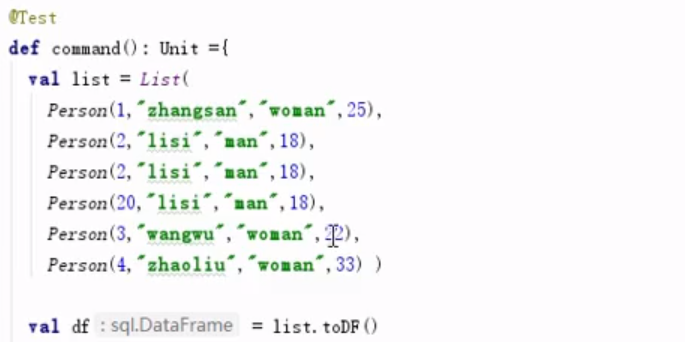 @Test
def command(): Unit ={
val list = List(
Person(1,"zhangsan","woman",25),
Person(2,"lisi","man",18),
Person(2,"lisi","man",18),
Person(20,"lisi","man",18),
Person(3,"wangwu","woman",22),
Person(4,"zhaoliu","woman",33) )
val df : sql.DataFrame = list.toDF()